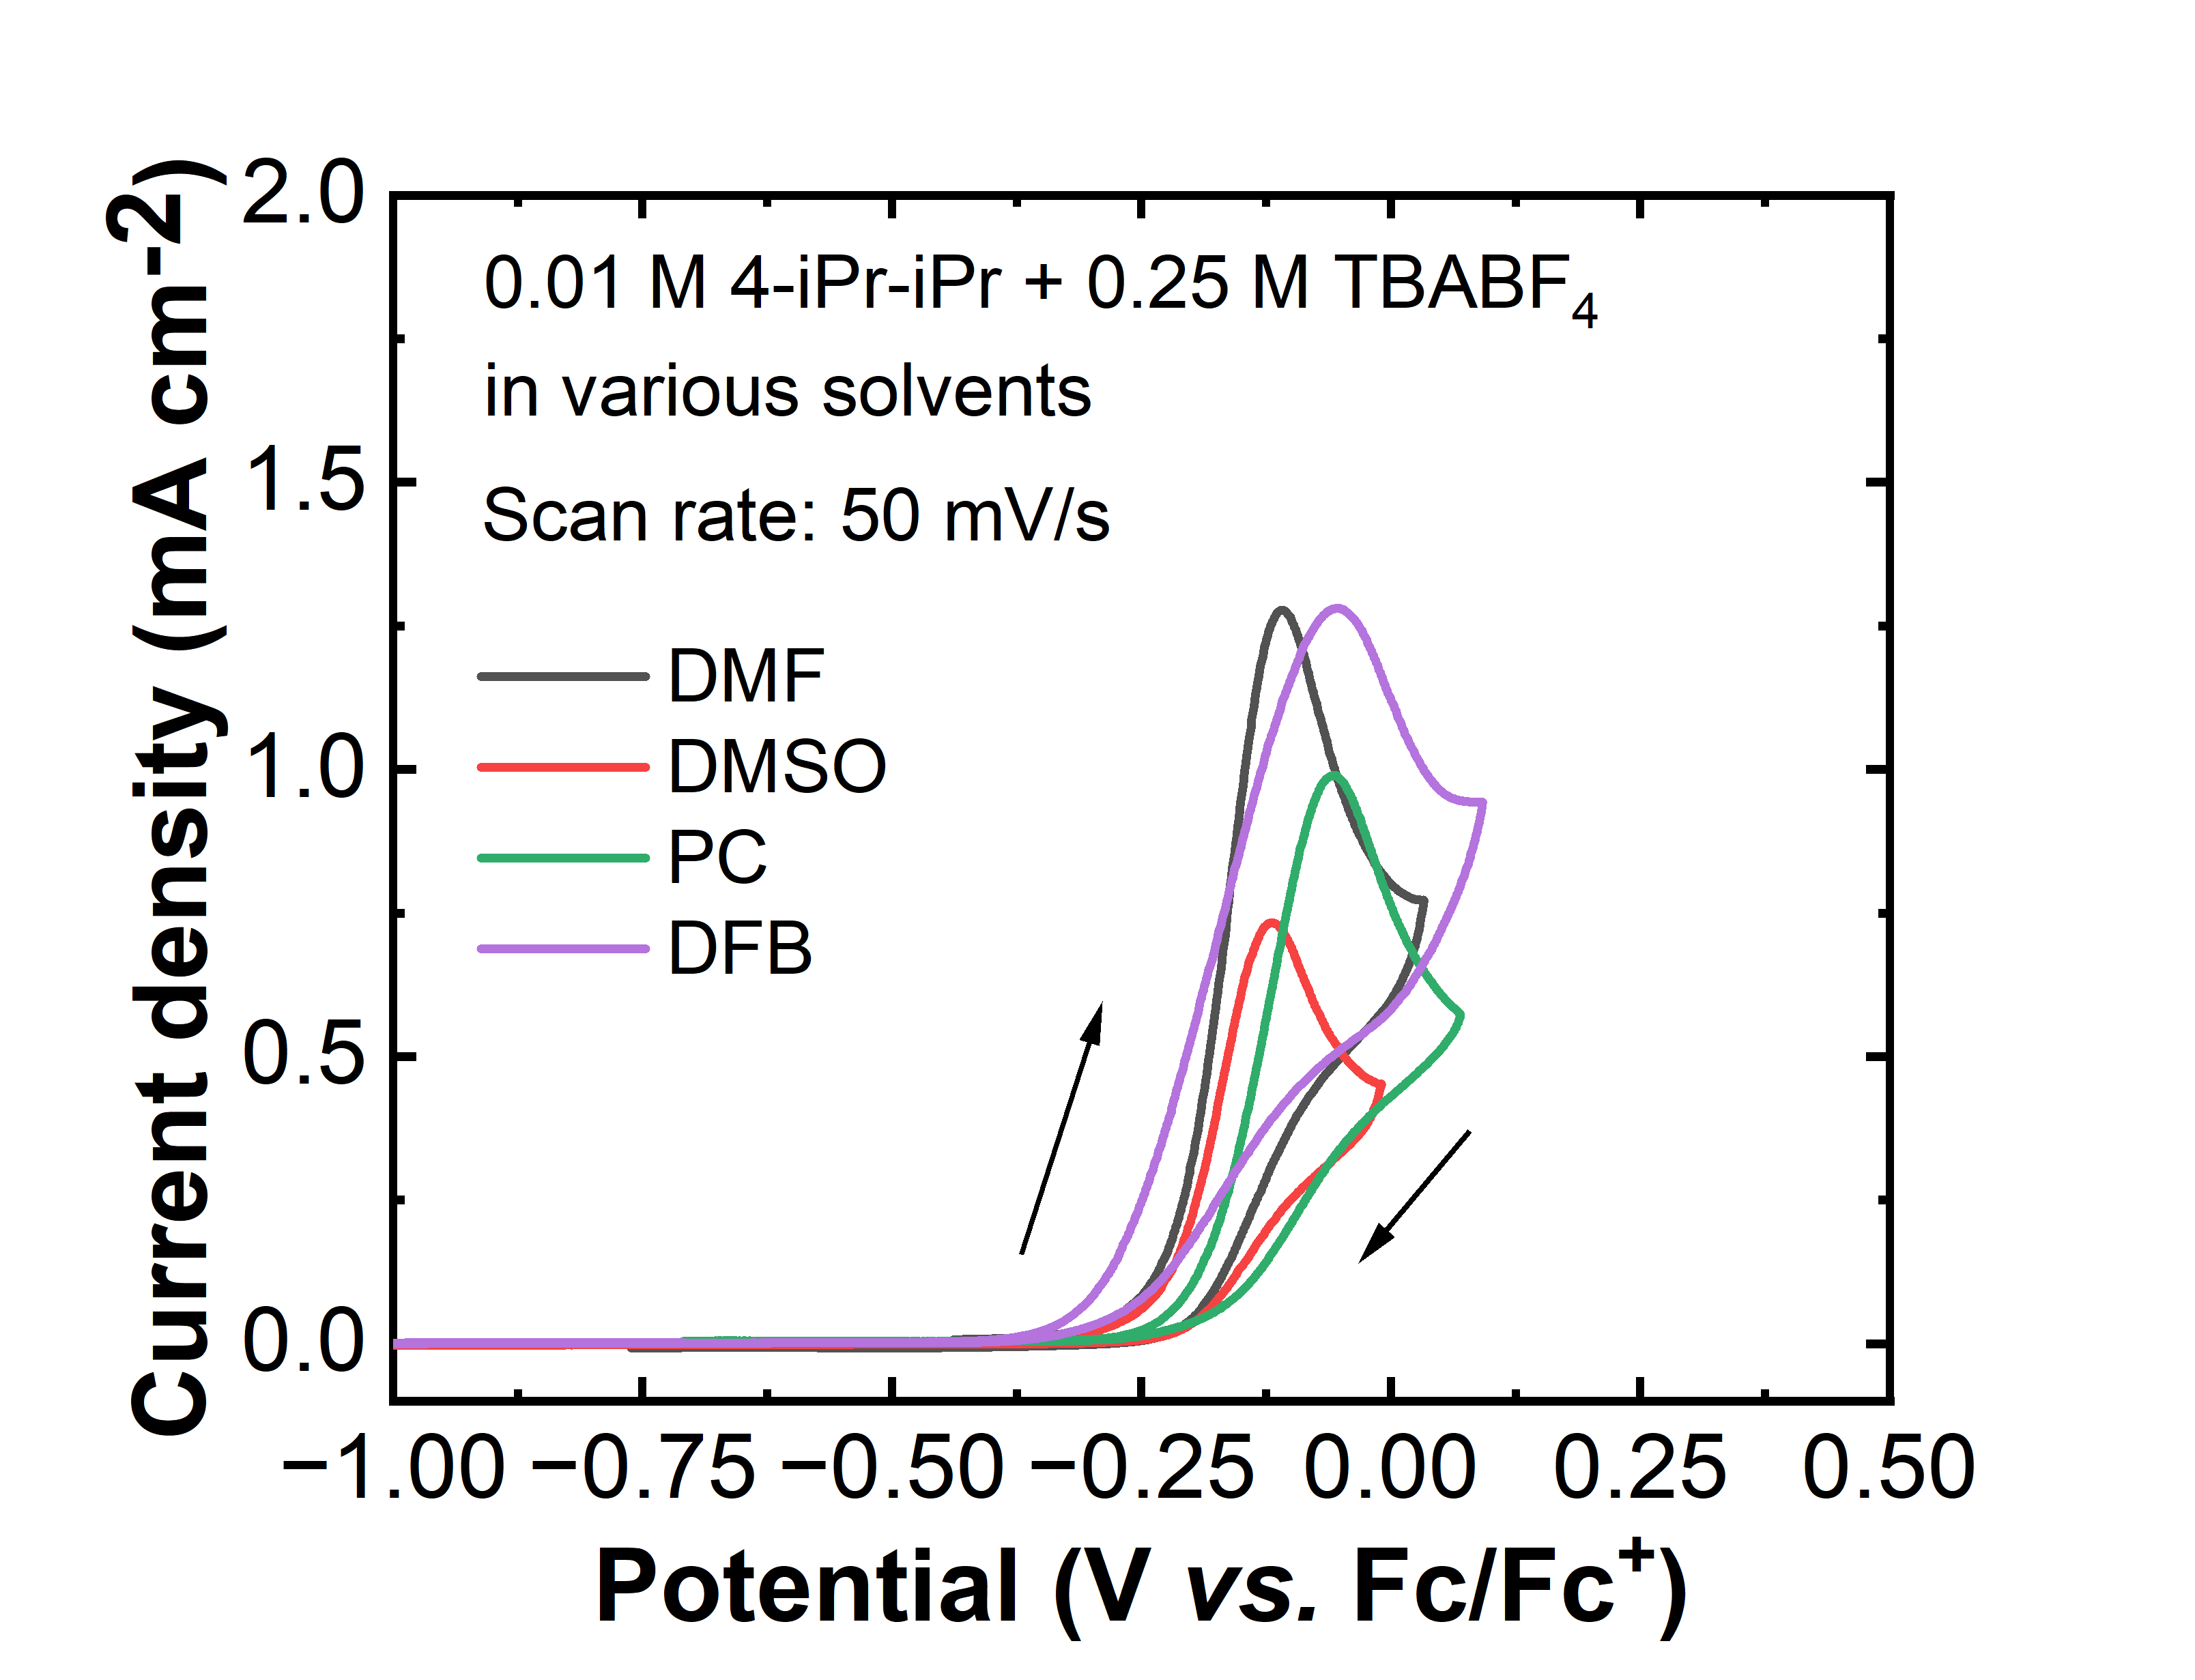 0.01 M 4-iPr-iPr + 0.25 M TBABF4
in various solvents
Scan rate: 50 mV/s
DMF
DMSO
PC
DFB
Current density (mA cm-2)
2.0
1.5
1.0
0.5
0.0
−1.00 −0.75 −0.50 −0.25 0.00 0.25 0.50
Potential (V vs. Fc/Fc+)